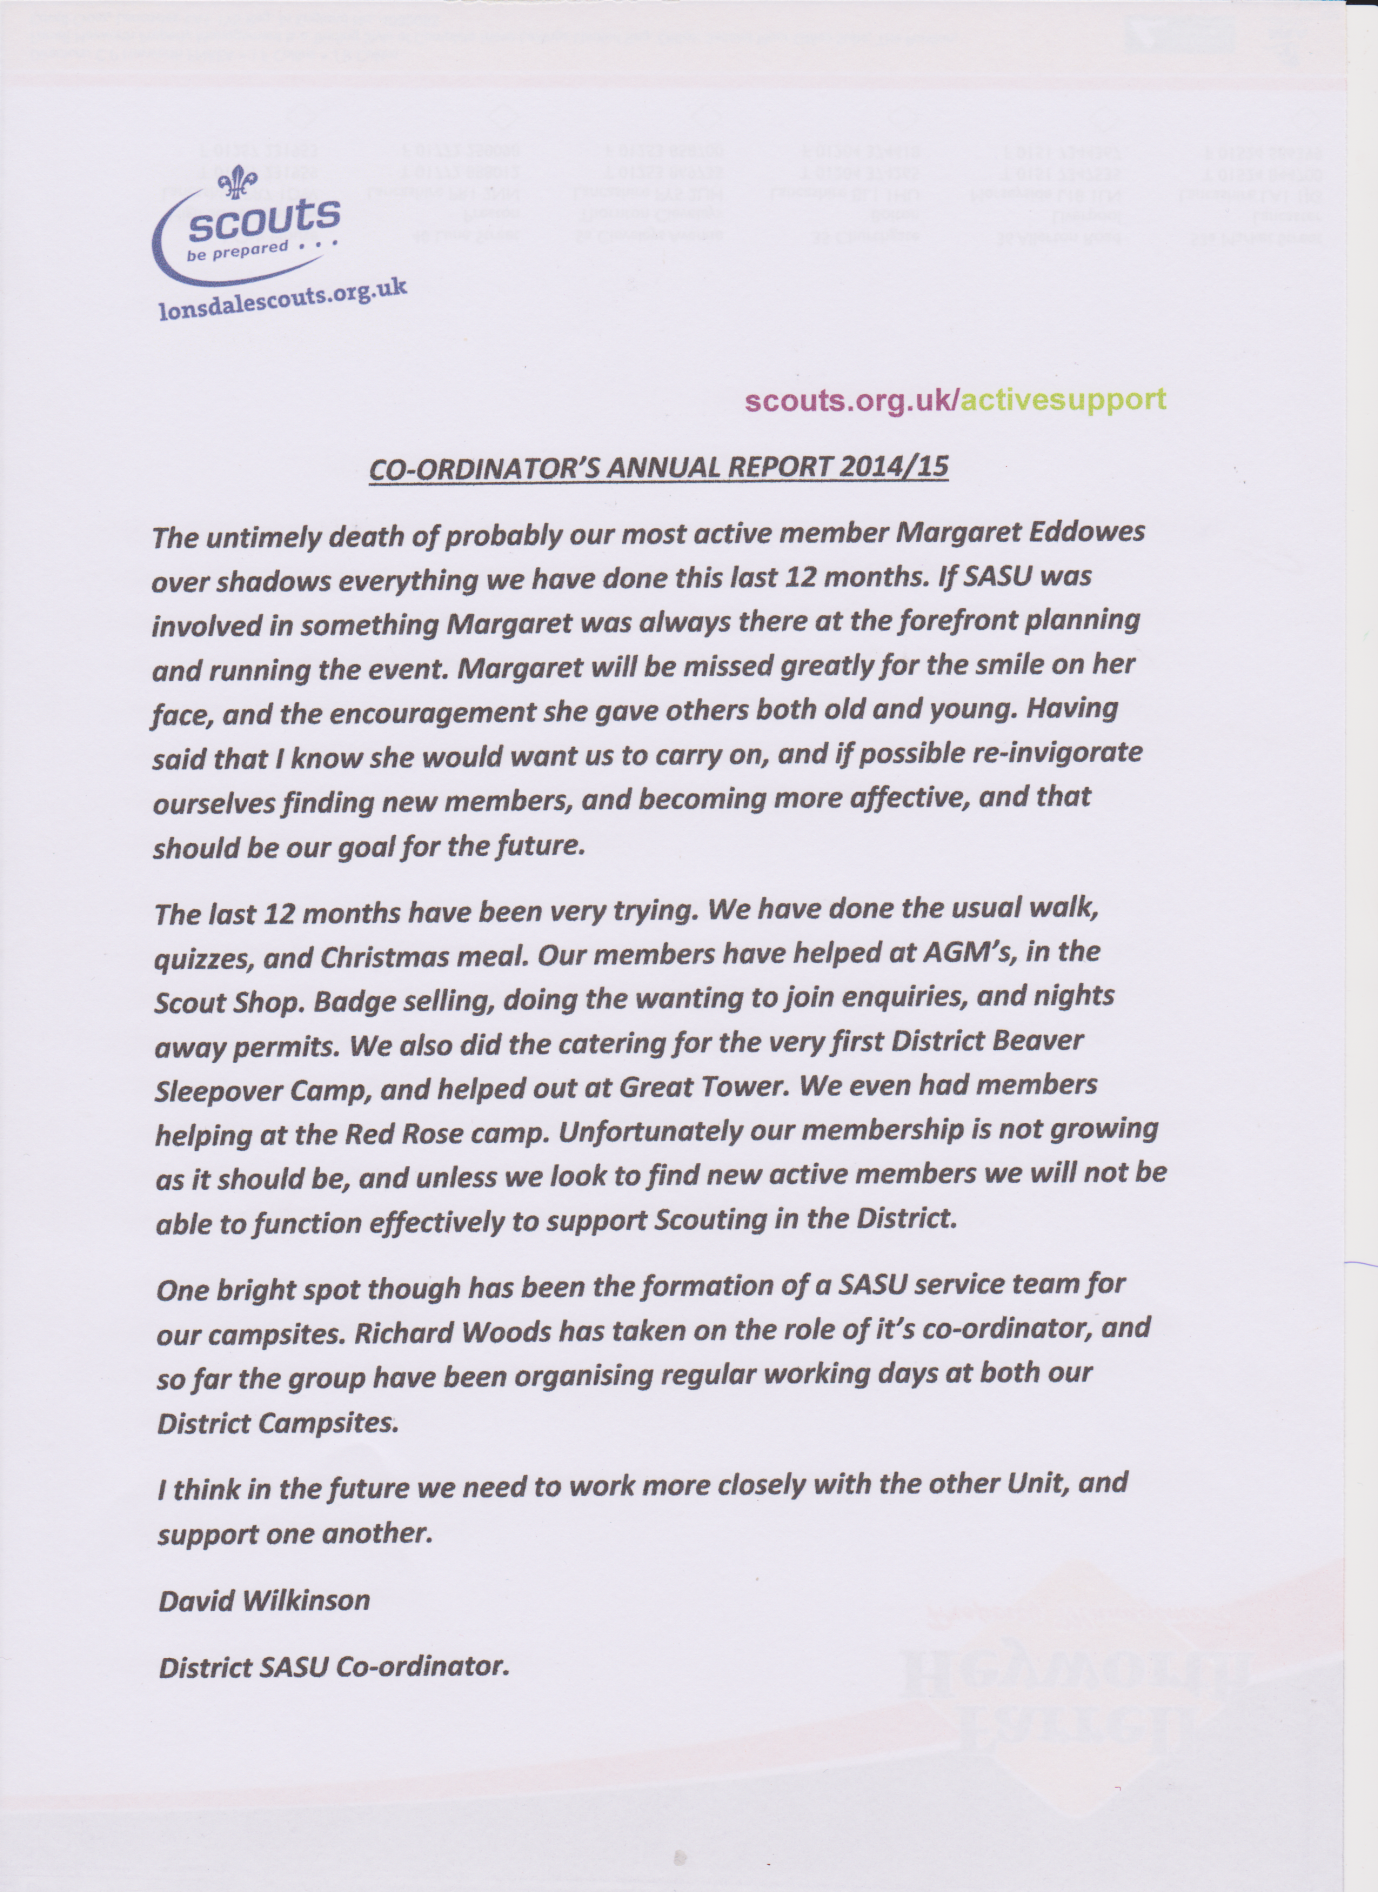 scouts
be prepared . . .
lonsdalescouts.org.uk
scouts.org.uk/activesupport
CO-ORDINATOR'S ANNUAL REPORT 2014/15
The untimely death of probably our most active member Margaret Eddowes
over shadows everything we have done this last 12 months. If SASU was
involved in something Margaret was always there at the forefront planning
and running the event. Margaret will be missed greatly for the smile on her
face, and the encouragement she gave others both old and young. Having
said that I know she would want us to carry on, and if possible re-invigorate
ourselves finding new members, and becoming more affective, and that
should be our goal for the future.
The last 12 months have been very trying. We have done the usual walk,
quizzes, and Christmas meal. Our members have helped at AGM's, in the
Scout Shop. Badge selling, doing the wanting to join enquiries, and nights
away permits. We also did the catering for the very first District Beaver
Sleepover Camp, and helped out at Great Tower. We even had members
helping at the Red Rose camp. Unfortunately our membership is not growing
as it should be, and unless we look to find new active members we will not be
able to function effectively to support Scouting in the District.
One bright spot though has been the formation of a SASU service team for
our campsites. Richard Woods has taken on the role of it's co-ordinator, and
so far the group have been organising regular working days at both our
District Campsites.
I think in the future we need to work more closely with the other Unit, and
support one another.
David Wilkinson
District SASU Co-ordinator.
Heyworth
Farrell